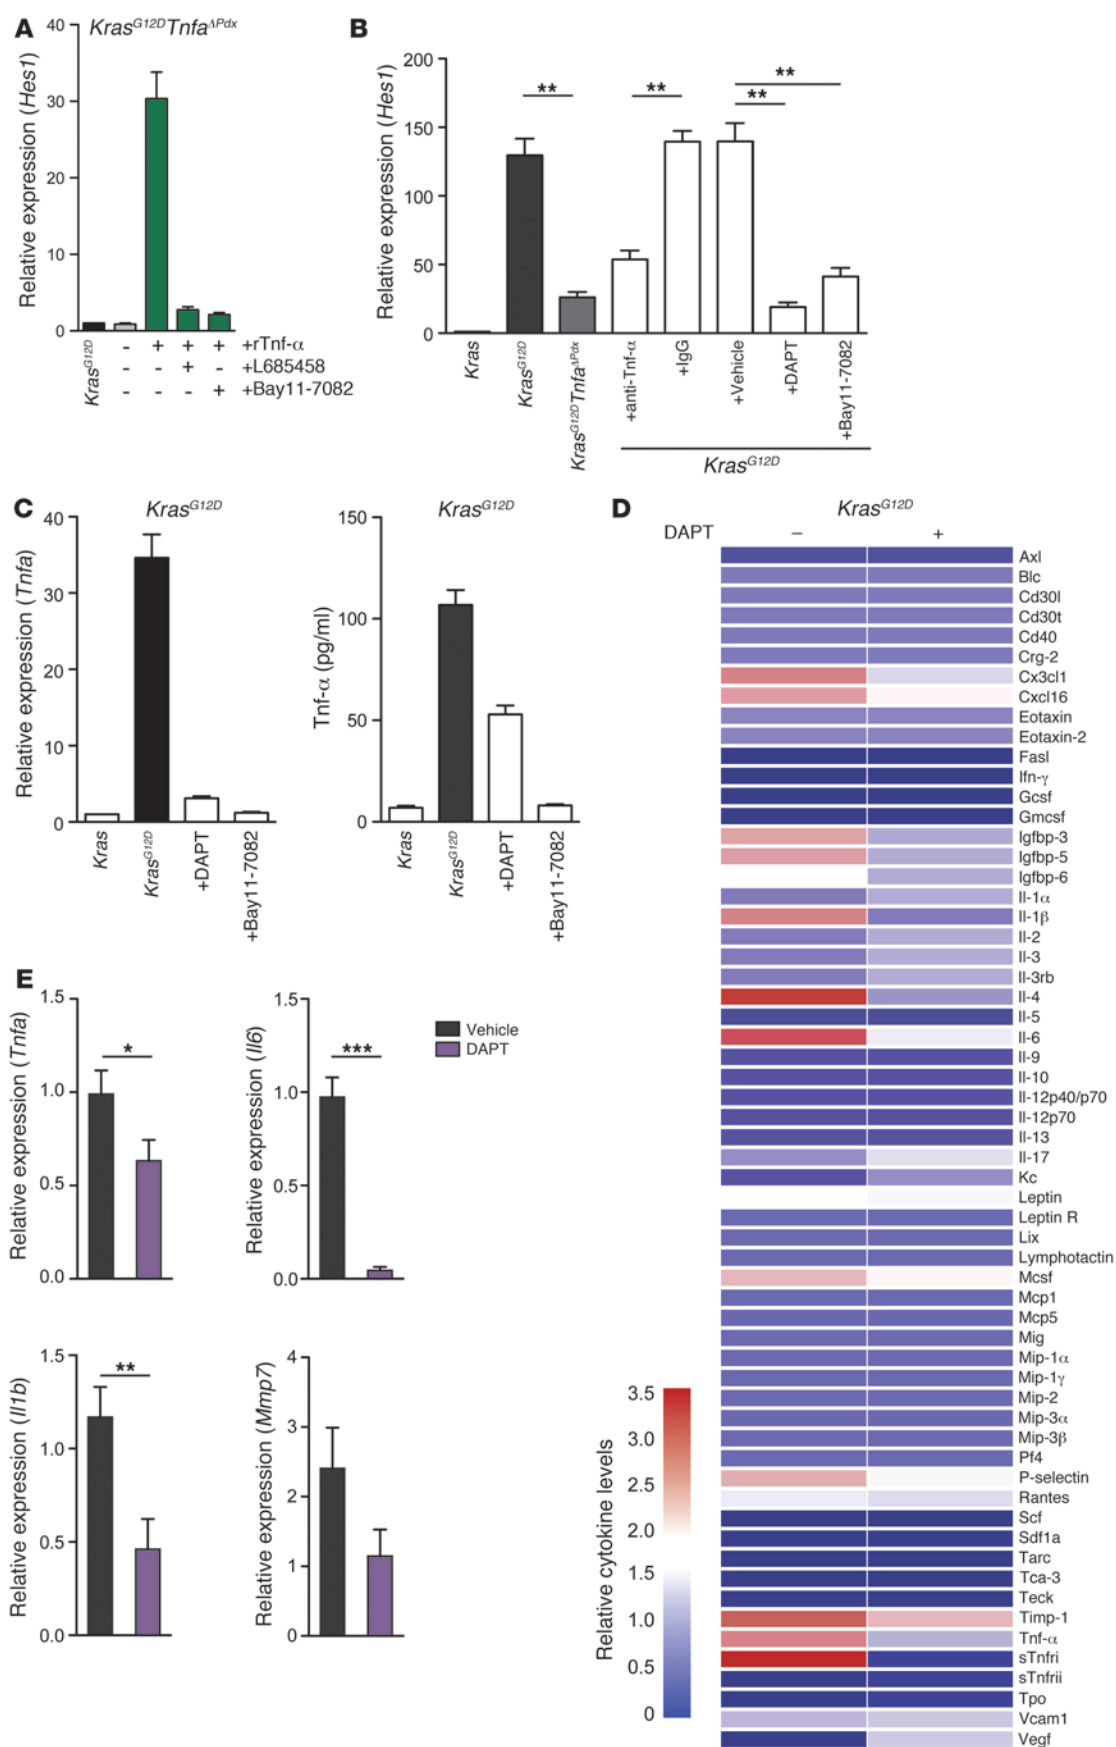 A
Kras^G12D Tnfa^ΔPdx
Relative expression (Hes1)
40
30
20
10
0
Kras^G12D
- + + + +rTnf-α
- - + - +L685458
- - - + +Bay11-7082
B
Relative expression (Hes1)
200
150
100
50
0
**
**
**
**
Kras
Kras^G12D
Kras^G12D Tnfa^ΔPdx
+anti-Tnf-α
+IgG
+Vehicle
+DAPT
+Bay11-7082
Kras^G12D
C
Kras^G12D
Relative expression (Tnfa)
40
30
20
10
0
Kras
Kras^G12D
+DAPT
+Bay11-7082
Kras^G12D
Tnf-α (pg/ml)
150
100
50
0
Kras
Kras^G12D
+DAPT
+Bay11-7082
D
Kras^G12D
DAPT – +
Axl
Blc
Cd30l
Cd30t
Cd40
Crg-2
Cx3cl1
Cxcl16
Eotaxin
Eotaxin-2
Fasl
Ifn-γ
Gcsf
Gmcsf
Igfbp-3
Igfbp-5
Igfbp-6
Il-1α
Il-1β
Il-2
Il-3
Il-3rb
Il-4
Il-5
Il-6
Il-9
Il-10
Il-12p40/p70
Il-12p70
Il-13
Il-17
Kc
Leptin
Leptin R
Lix
Lymphotactin
Mcsf
Mcp1
Mcp5
Mig
Mip-1α
Mip-1γ
Mip-2
Mip-3α
Mip-3β
Pf4
P-selectin
Rantes
Scf
Sdf1a
Tarc
Tca-3
Teck
Timp-1
Tnf-α
sTnfri
sTnfrii
Tpo
Vcam1
Vegf
Relative cytokine levels
3.5
3.0
2.5
2.0
1.5
1.0
0.5
0
E
Relative expression (Tnfa)
1.5
1.0
0.5
0.0
*
Relative expression (Il6)
1.5
1.0
0.5
0.0
***
Vehicle
DAPT
Relative expression (Il1b)
1.5
1.0
0.5
0.0
**
Relative expression (Mmp7)
4
3
2
1
0